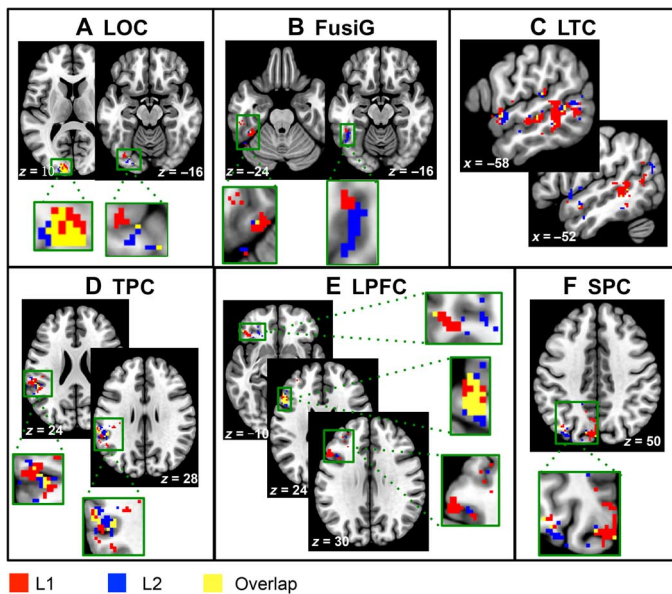 A LOC
z = 10
z = −16
B FusiG
z = −24
z = −16
C LTC
x = −58
x = −52
D TPC
z = 24
z = 28
E LPFC
z = −10
z = 24
z = 30
F SPC
z = 50
L1 L2 Overlap